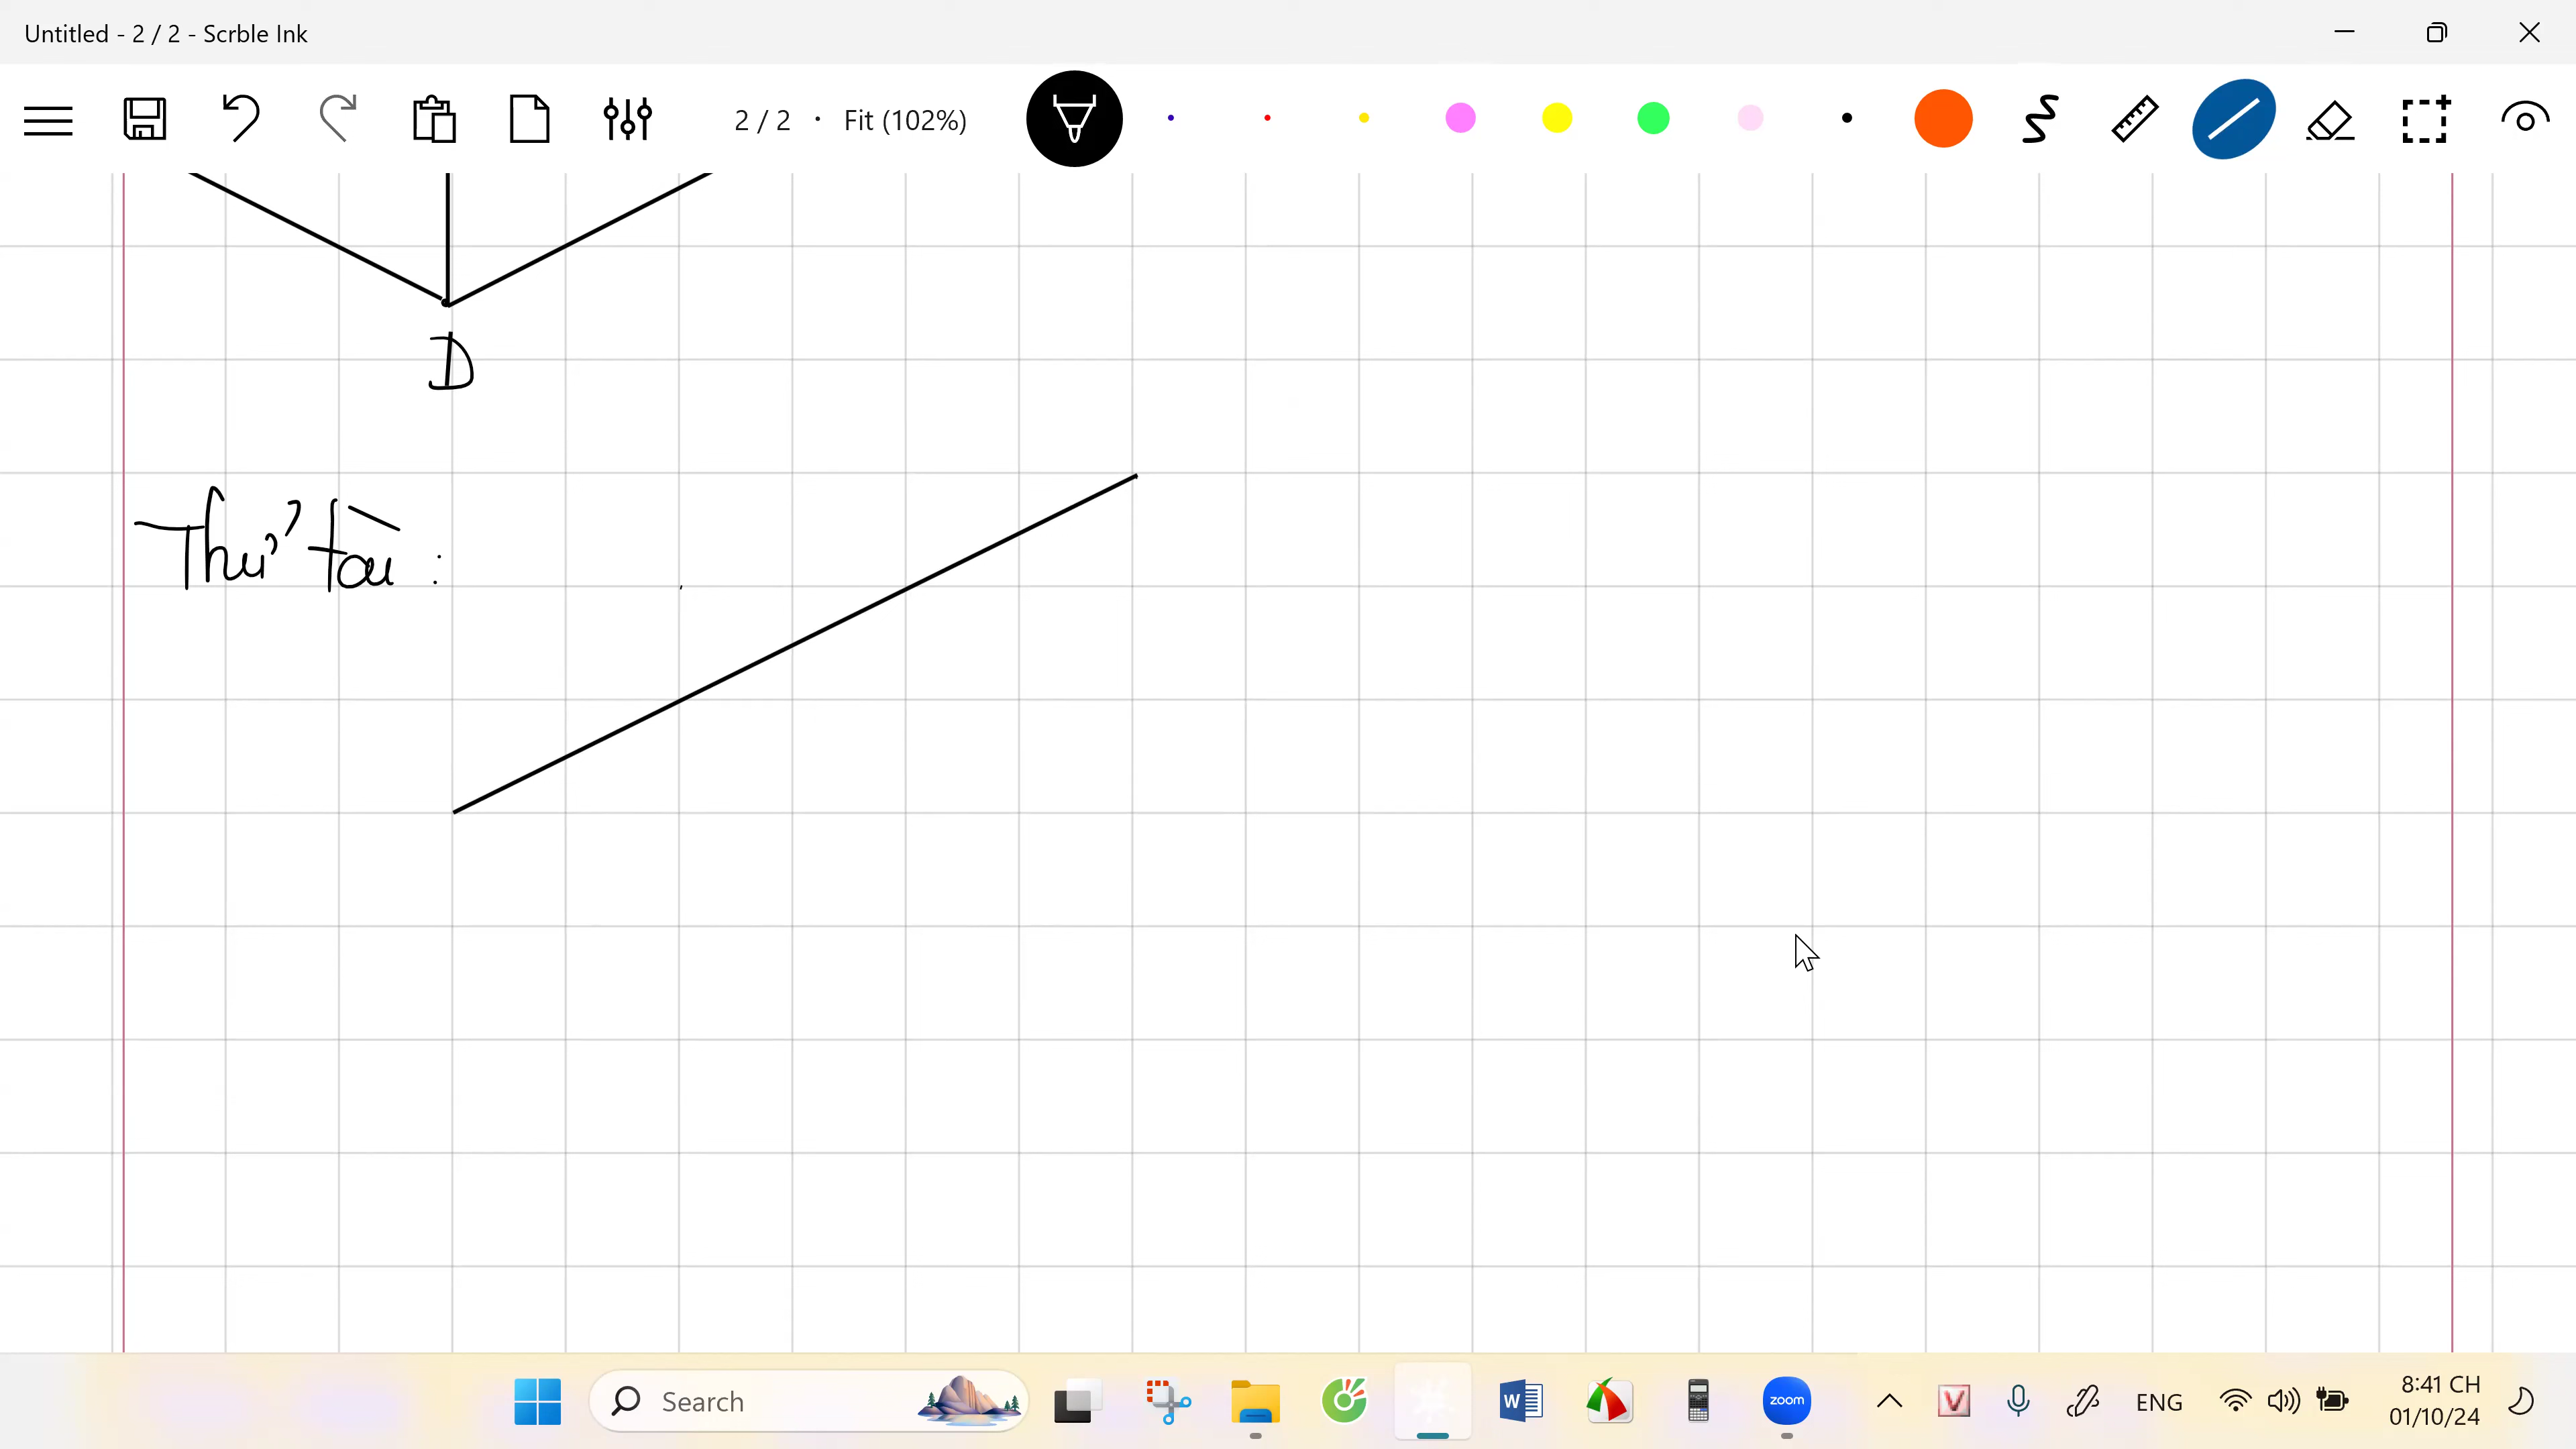 Untitled - 2 / 2 - Scrble Ink
2 / 2 · Fit (102%)
D
Thử tài :
Search
W
zoom
V
ENG
8:41 CH
01/10/24